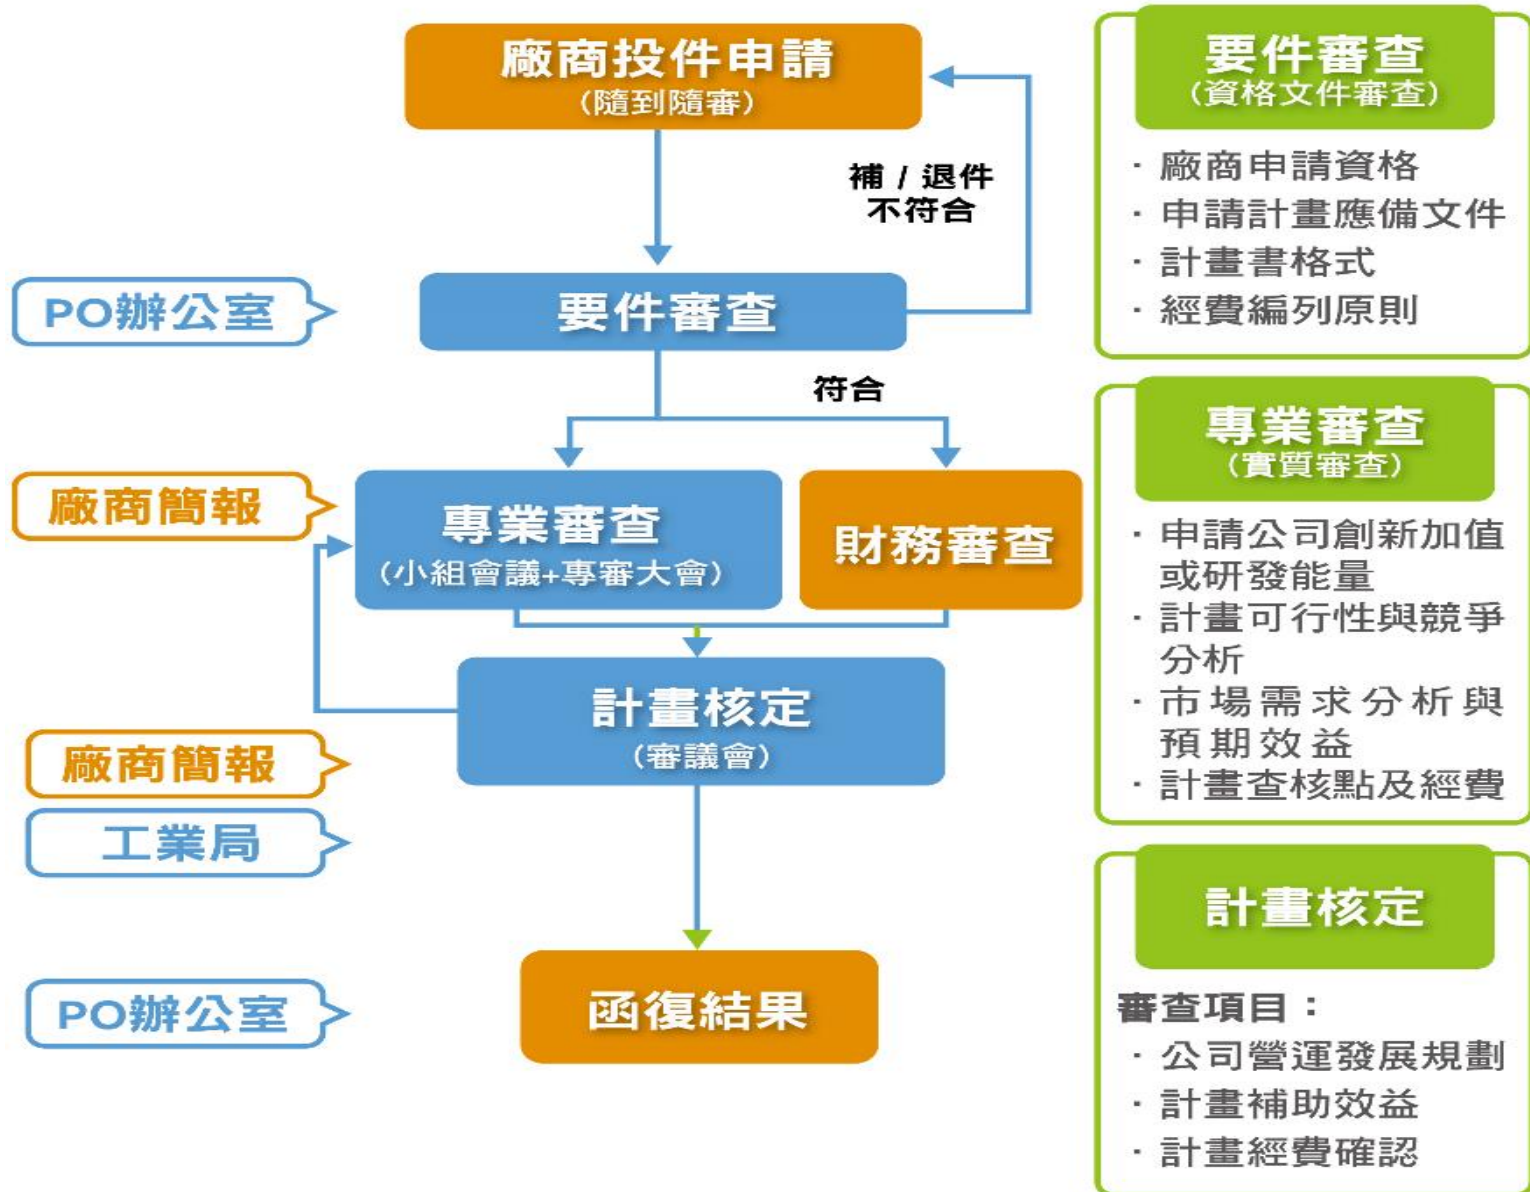 廠商投件申請
(隨到隨審)
補 / 退件
不符合
PO辦公室
要件審查
符合
廠商簡報
專業審查
(小組會議+專審大會)
財務審查
計畫核定
(審議會)
廠商簡報
工業局
PO辦公室
函復結果
要件審查
(資格文件審查)
· 廠商申請資格
· 申請計畫應備文件
· 計畫書格式
· 經費編列原則
專業審查
(實質審查)
· 申請公司創新加值
或研發能量
· 計畫可行性與競爭
分析
· 市場需求分析與
預期效益
· 計畫查核點及經費
計畫核定
審查項目：
· 公司營運發展規劃
· 計畫補助效益
· 計畫經費確認